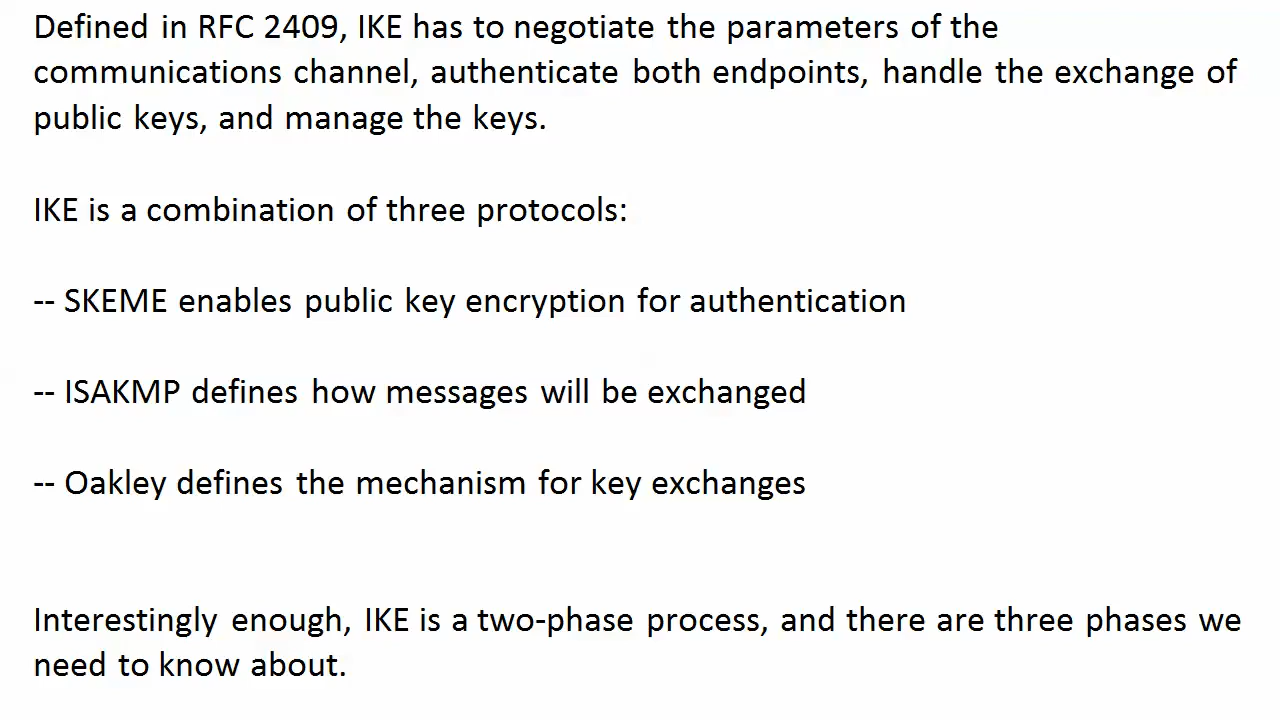 Defined in RFC 2409, IKE has to negotiate the parameters of the
communications channel, authenticate both endpoints, handle the exchange of
public keys, and manage the keys.
IKE is a combination of three protocols:
-- SKEME enables public key encryption for authentication
-- ISAKMP defines how messages will be exchanged
-- Oakley defines the mechanism for key exchanges
Interestingly enough, IKE is a two-phase process, and there are three phases we
need to know about.